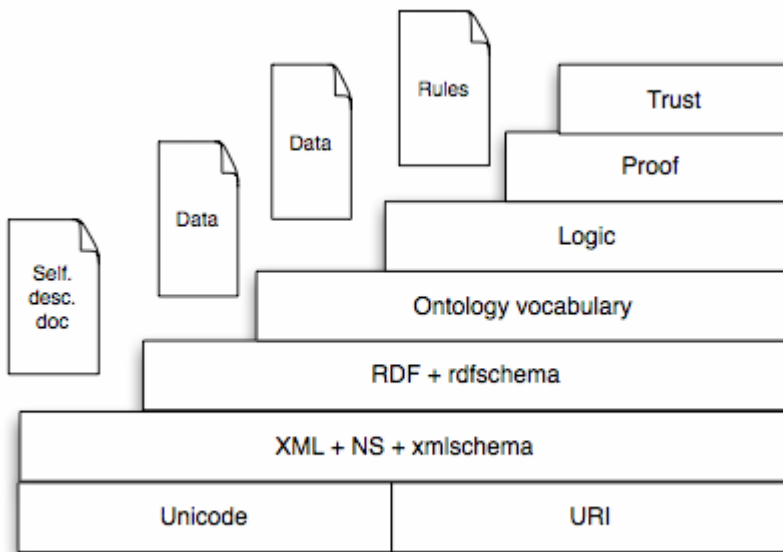 Rules
Trust
Data
Proof
Data
Logic
Self.
desc.
doc
Ontology vocabulary
RDF + rdfschema
XML + NS + xmlschema
Unicode
URI